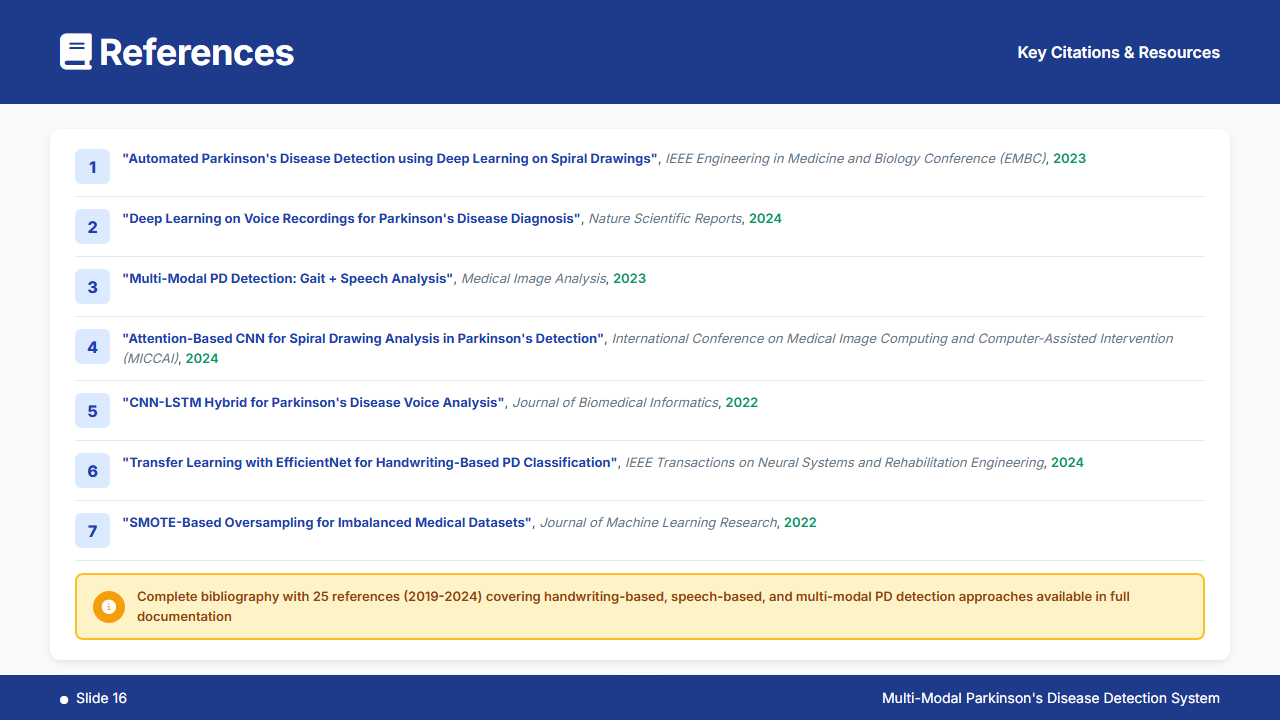 References
Key Citations & Resources
1
"Automated Parkinson's Disease Detection using Deep Learning on Spiral Drawings", IEEE Engineering in Medicine and Biology Conference (EMBC), 2023
2
"Deep Learning on Voice Recordings for Parkinson's Disease Diagnosis", Nature Scientific Reports, 2024
3
"Multi-Modal PD Detection: Gait + Speech Analysis", Medical Image Analysis, 2023
4
"Attention-Based CNN for Spiral Drawing Analysis in Parkinson's Detection", International Conference on Medical Image Computing and Computer-Assisted Intervention
(MICCAI), 2024
5
"CNN-LSTM Hybrid for Parkinson's Disease Voice Analysis", Journal of Biomedical Informatics, 2022
6
"Transfer Learning with EfficientNet for Handwriting-Based PD Classification", IEEE Transactions on Neural Systems and Rehabilitation Engineering, 2024
7
"SMOTE-Based Oversampling for Imbalanced Medical Datasets", Journal of Machine Learning Research, 2022
Complete bibliography with 25 references (2019-2024) covering handwriting-based, speech-based, and multi-modal PD detection approaches available in full
documentation
Slide 16
Multi-Modal Parkinson's Disease Detection System